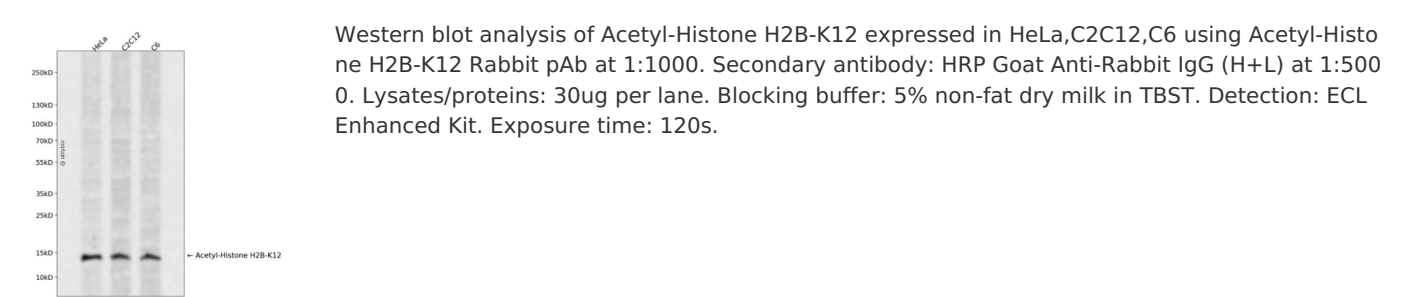 HeLa
C2C12
C6
250kD
130kD
100kD
70kD
55kD
35kD
25kD
15kD
10kD
@ ablybio
← Acetyl-Histone H2B-K12
Western blot analysis of Acetyl-Histone H2B-K12 expressed in HeLa,C2C12,C6 using Acetyl-Histo
ne H2B-K12 Rabbit pAb at 1:1000. Secondary antibody: HRP Goat Anti-Rabbit IgG (H+L) at 1:500
0. Lysates/proteins: 30ug per lane. Blocking buffer: 5% non-fat dry milk in TBST. Detection: ECL
Enhanced Kit. Exposure time: 120s.